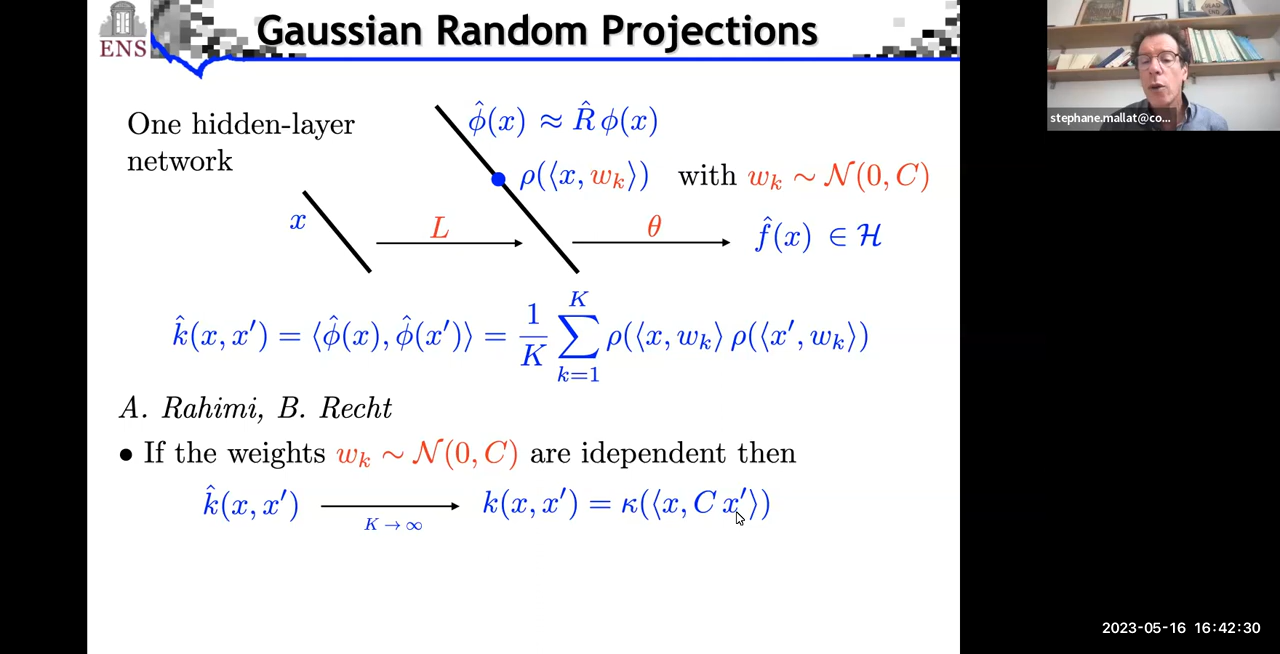 ENS
Gaussian Random Projections
One hidden-layer
network
ϕ̂(x) ≈ R̂ ϕ(x)
ρ(⟨x, w_k⟩) with w_k ∼ 𝒩(0, C)
x
L
θ
f̂(x) ∈ ℋ
k̂(x, x′) = ⟨ϕ̂(x), ϕ̂(x′)⟩ = 1/K ∑_{k=1}^{K} ρ(⟨x, w_k⟩ ρ(⟨x′, w_k⟩)
A. Rahimi, B. Recht
• If the weights w_k ∼ 𝒩(0, C) are idependent then
k̂(x, x′) ⟶ k(x, x′) = κ(⟨x, C x′⟩)
K → ∞
stephane.mallat@co...
2023-05-16 16:42:30